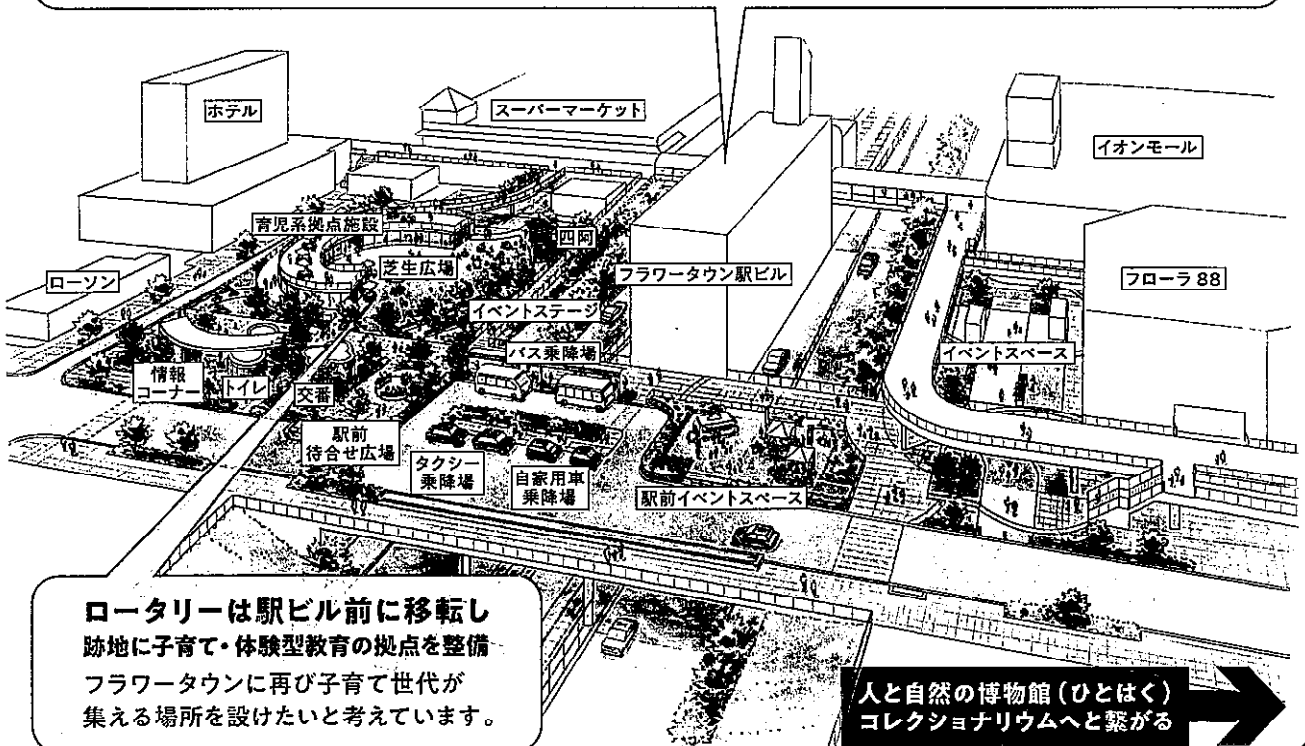 ホテル
スーパーマーケット
イオンモール
育児系拠点施設
四阿
芝生広場
フラワータウン駅ビル
ローソン
フローラ88
イベントステージ
バス乗降場
イベントスペース
情報
コーナー
トイレ
交番
駅前
待合せ広場
タクシー
乗降場
自家用車
乗降場
駅前イベントスペース
ロータリーは駅ビル前に移転し
跡地に子育て・体験型教育の拠点を整備
フラワータウンに再び子育て世代が
集える場所を設けたいと考えています。
人と自然の博物館（ひとはく）
コレクショナリウムへと繋がる